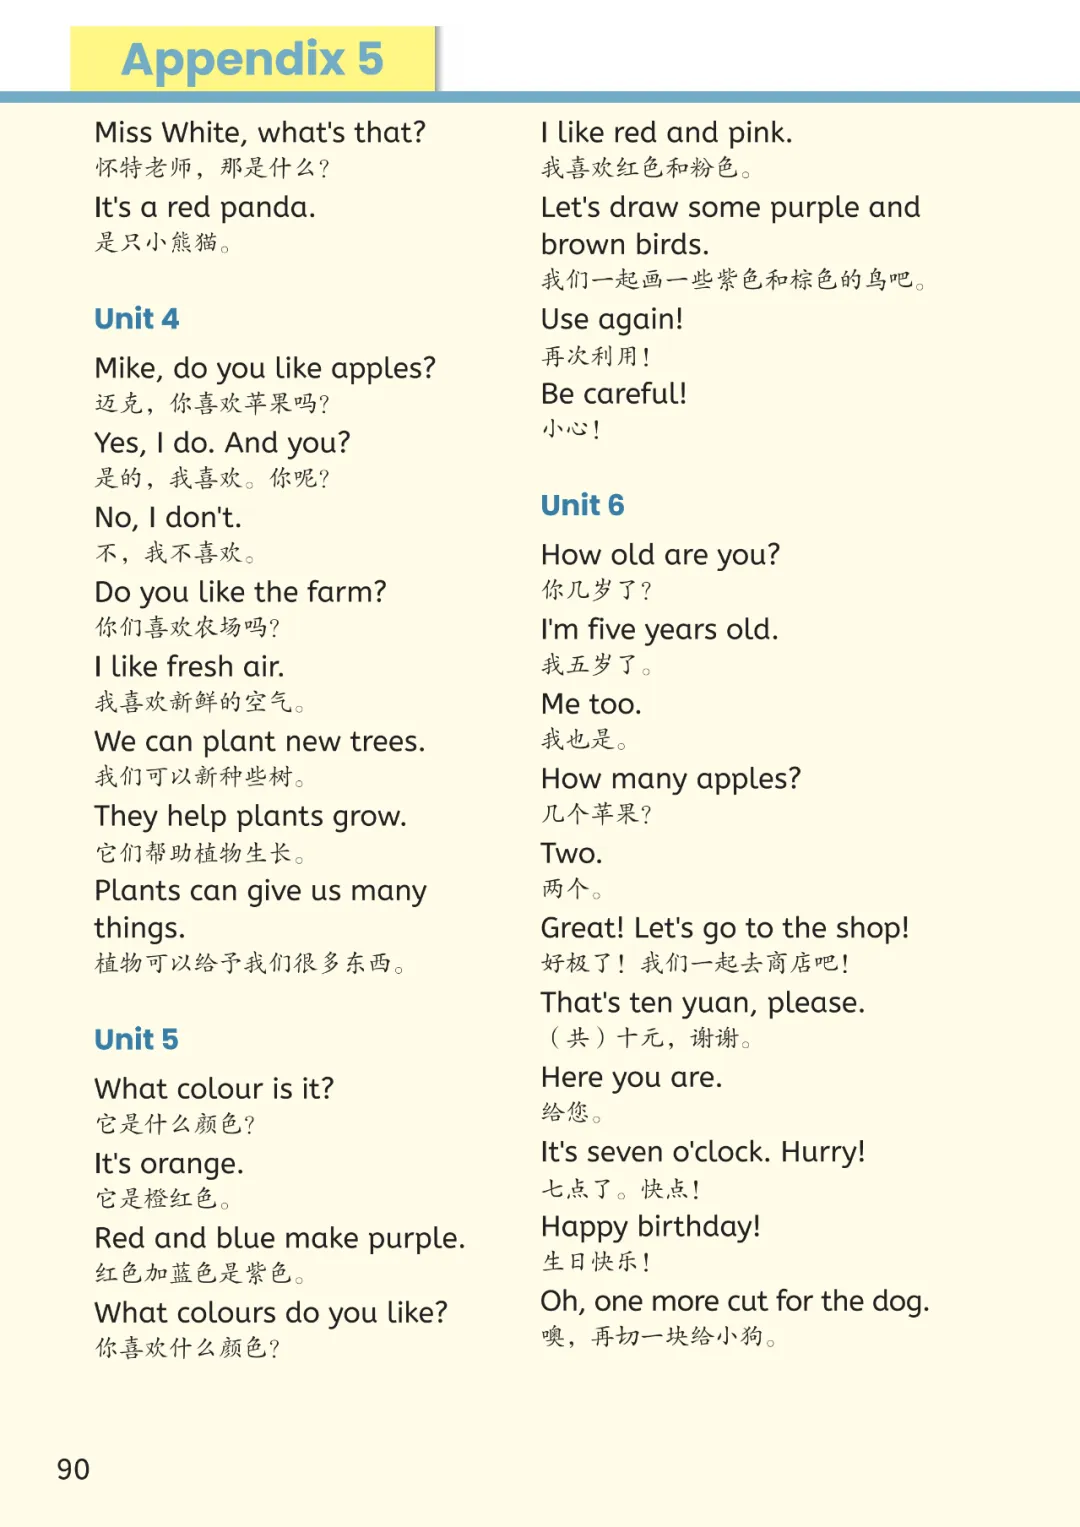 Appendix 5
Miss White, what's that?
怀特老师，那是什么？
It's a red panda.
是只小熊猫。
Unit 4
Mike, do you like apples?
迈克，你喜欢苹果吗？
Yes, I do. And you?
是的，我喜欢。你呢？
No, I don't.
不，我不喜欢。
Do you like the farm?
你们喜欢农场吗？
I like fresh air.
我喜欢新鲜的空气。
We can plant new trees.
我们可以新种些树。
They help plants grow.
它们帮助植物生长。
Plants can give us many
things.
植物可以给予我们很多东西。
Unit 5
What colour is it?
它是什么颜色？
It's orange.
它是橙红色。
Red and blue make purple.
红色加蓝色是紫色。
What colours do you like?
你喜欢什么颜色？
I like red and pink.
我喜欢红色和粉色。
Let's draw some purple and
brown birds.
我们一起画一些紫色和棕色的鸟吧。
Use again!
再次利用！
Be careful!
小心！
Unit 6
How old are you?
你几岁了？
I'm five years old.
我五岁了。
Me too.
我也是。
How many apples?
几个苹果？
Two.
两个。
Great! Let's go to the shop!
好极了！我们一起去商店吧！
That's ten yuan, please.
（共）十元，谢谢。
Here you are.
给您。
It's seven o'clock. Hurry!
七点了。快点！
Happy birthday!
生日快乐！
Oh, one more cut for the dog.
噢，再切一块给小狗。
90